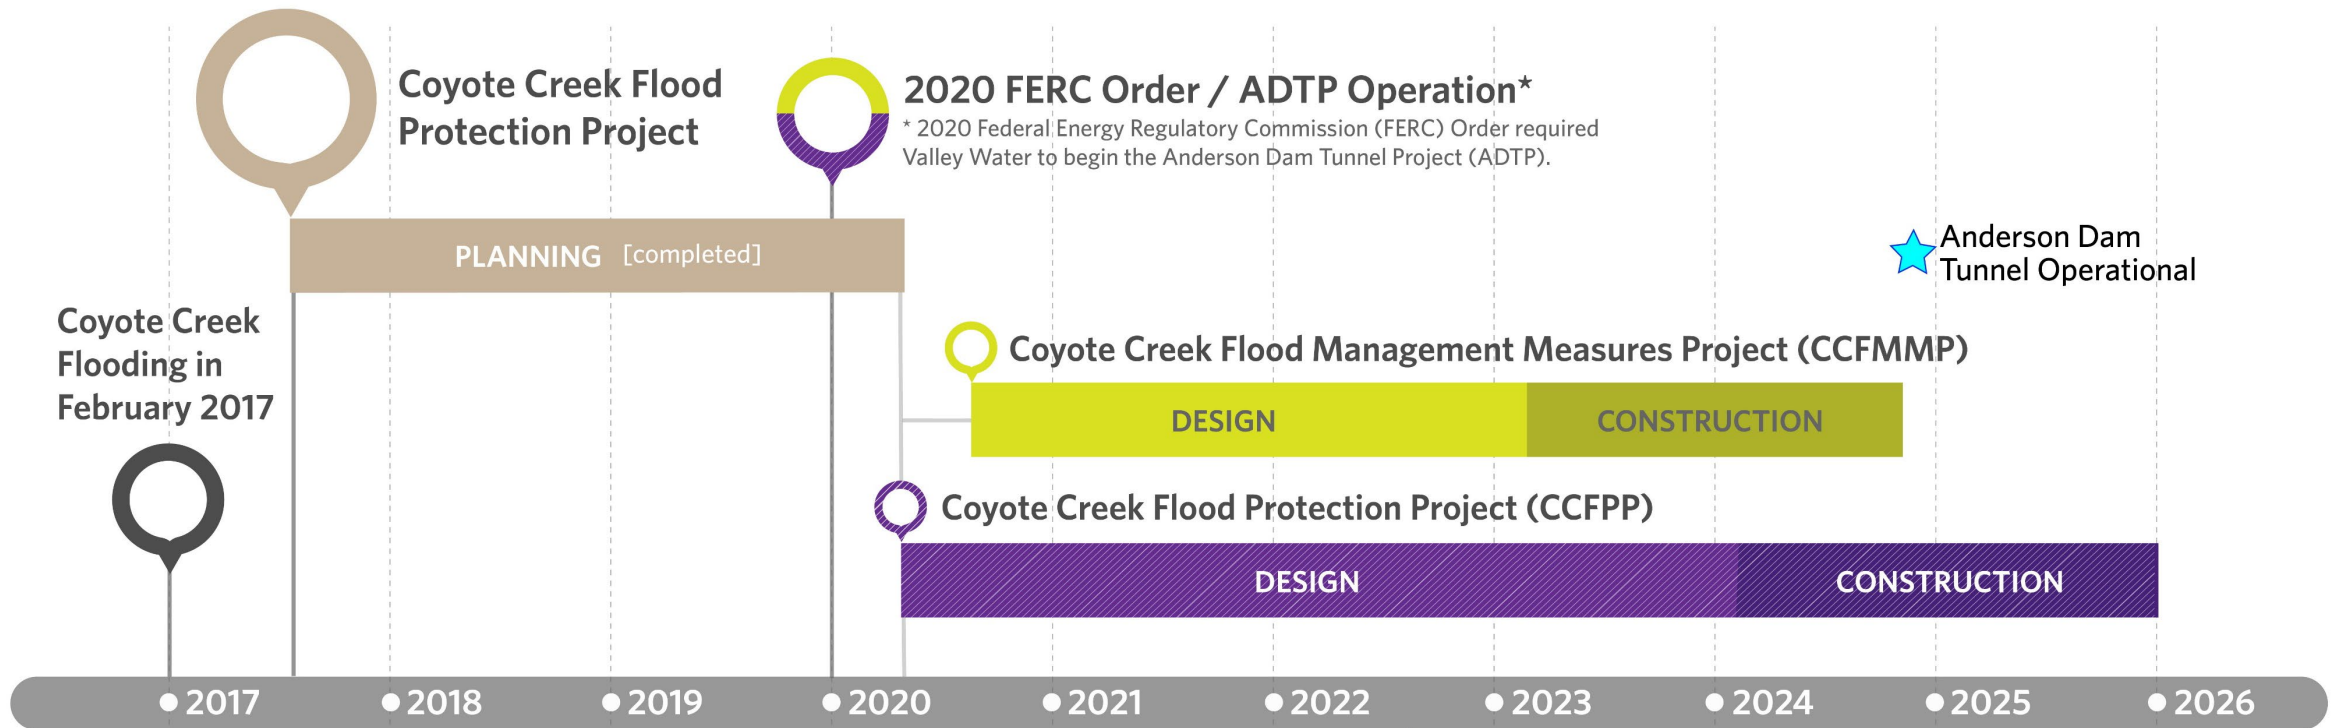 Coyote Creek Flood
Protection Project
2020 FERC Order / ADTP Operation*
* 2020 Federal Energy Regulatory Commission (FERC) Order required
Valley Water to begin the Anderson Dam Tunnel Project (ADTP).
PLANNING [completed]
Anderson Dam
Tunnel Operational
Coyote Creek
Flooding in
February 2017
Coyote Creek Flood Management Measures Project (CCFMMP)
DESIGN CONSTRUCTION
Coyote Creek Flood Protection Project (CCFPP)
DESIGN CONSTRUCTION
2017 2018 2019 2020 2021 2022 2023 2024 2025 2026